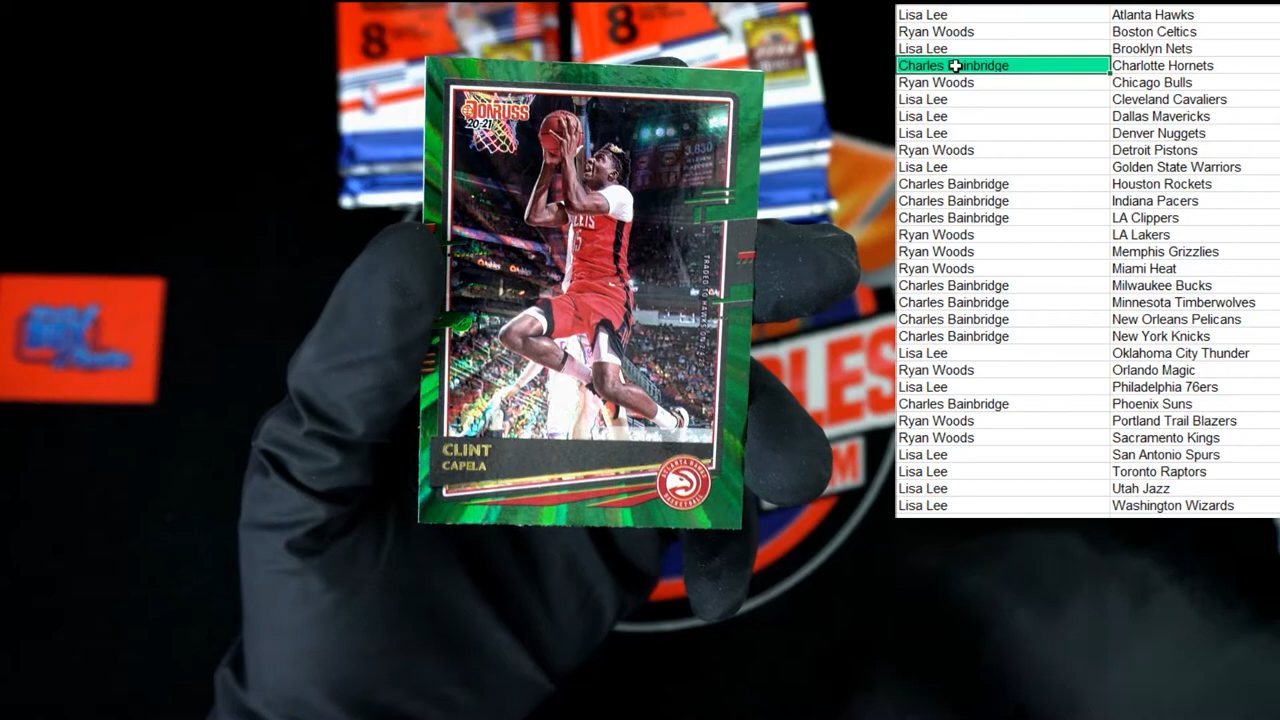 8
8
DONRUSS
20-21
3,830
CLINT
CAPELA
ATLANTA HAWKS
BASKETBALL
LES
M
Lisa Lee Atlanta Hawks
Ryan Woods Boston Celtics
Lisa Lee Brooklyn Nets
Charles Bainbridge Charlotte Hornets
Ryan Woods Chicago Bulls
Lisa Lee Cleveland Cavaliers
Lisa Lee Dallas Mavericks
Lisa Lee Denver Nuggets
Ryan Woods Detroit Pistons
Lisa Lee Golden State Warriors
Charles Bainbridge Houston Rockets
Charles Bainbridge Indiana Pacers
Charles Bainbridge LA Clippers
Ryan Woods LA Lakers
Ryan Woods Memphis Grizzlies
Ryan Woods Miami Heat
Charles Bainbridge Milwaukee Bucks
Charles Bainbridge Minnesota Timberwolves
Charles Bainbridge New Orleans Pelicans
Charles Bainbridge New York Knicks
Lisa Lee Oklahoma City Thunder
Ryan Woods Orlando Magic
Lisa Lee Philadelphia 76ers
Charles Bainbridge Phoenix Suns
Ryan Woods Portland Trail Blazers
Ryan Woods Sacramento Kings
Lisa Lee San Antonio Spurs
Lisa Lee Toronto Raptors
Lisa Lee Utah Jazz
Lisa Lee Washington Wizards